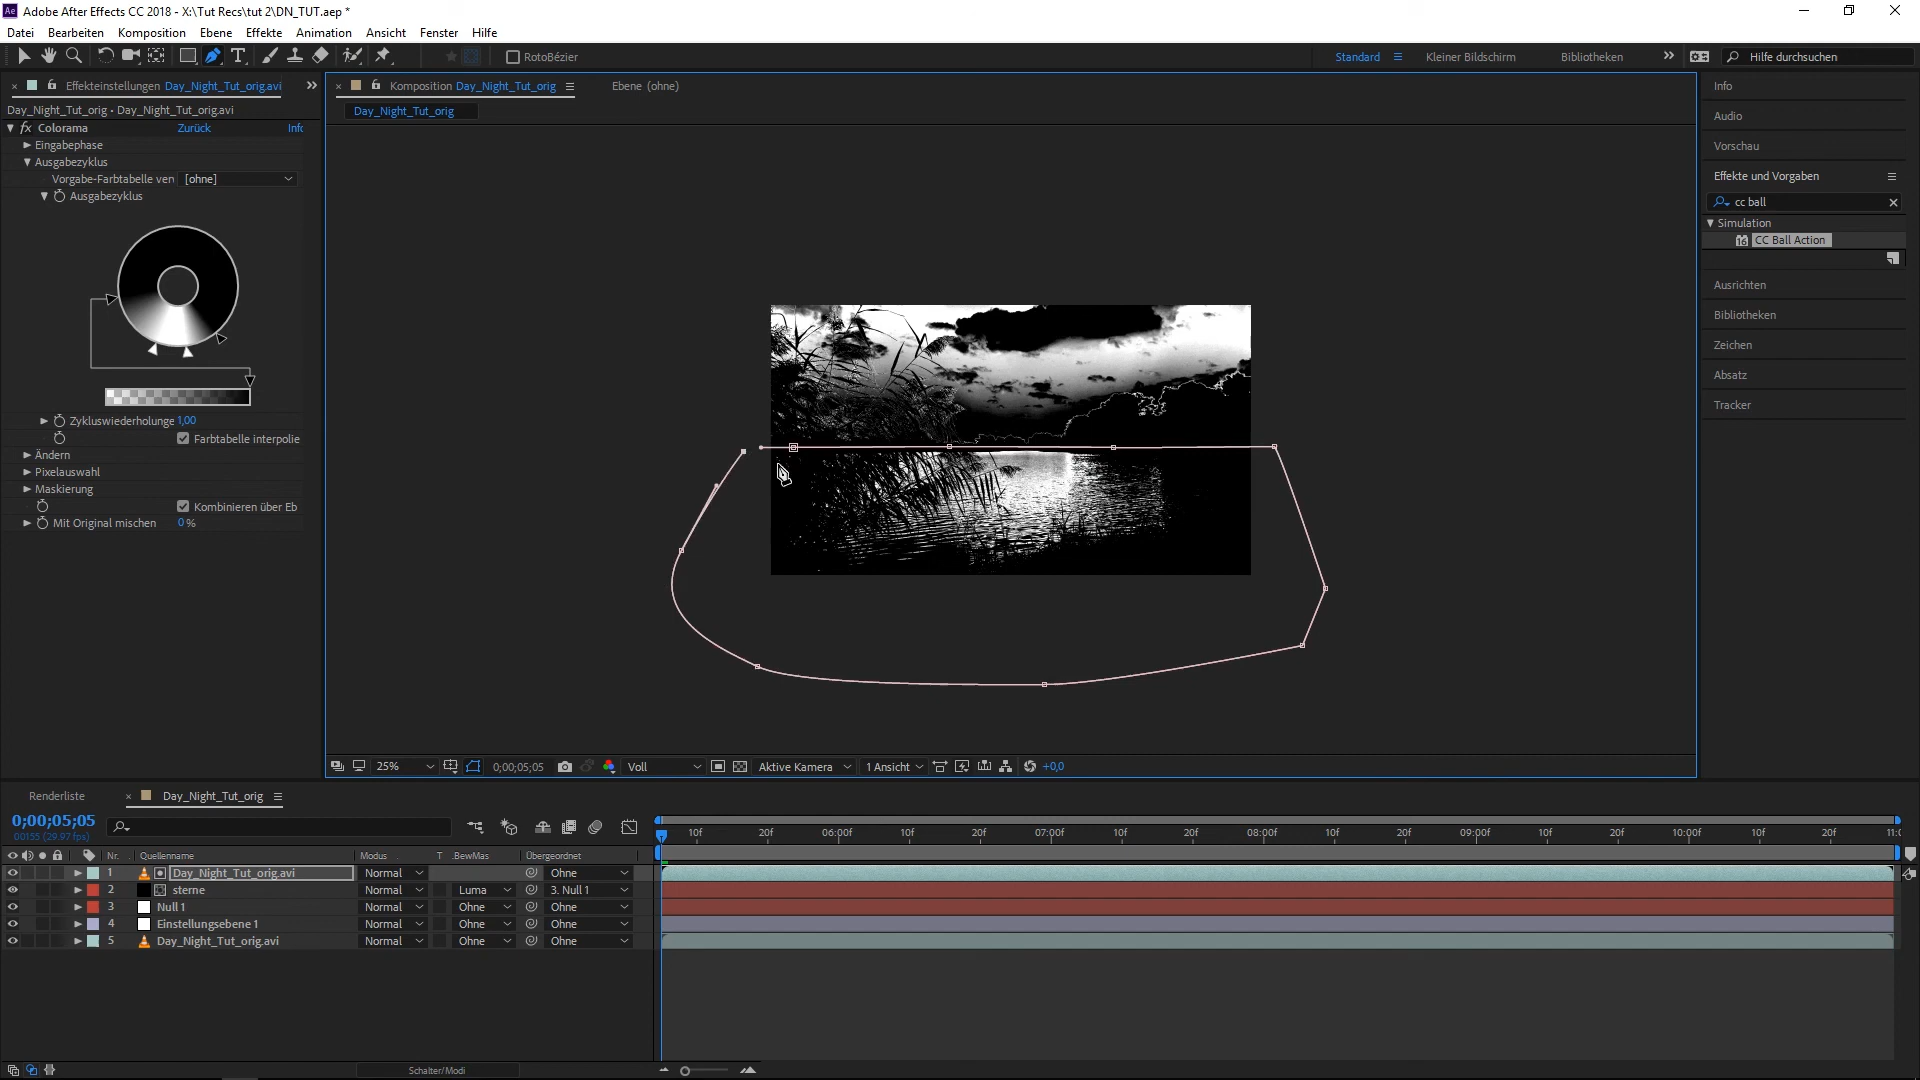 Adobe After Effects CC 2018 - X:\Tut Recs\tut 2\DN_TUT.aep *
Datei Bearbeiten Komposition Ebene Effekte Animation Ansicht Fenster Hilfe
RotoBézier Standard Kleiner Bildschirm Bibliotheken Hilfe durchsuchen
Effekteinstellungen Day_Night_Tut_orig.avi
Komposition Day_Night_Tut_orig Ebene (ohne)
Day_Night_Tut_orig • Day_Night_Tut_orig.avi
Day_Night_Tut_orig
fx Colorama Zurück Info
Eingabephase
Ausgabezyklus
Vorgabe-Farbtabelle ver [ohne]
Ausgabezyklus
Zykluswiederholunge 1,00
Farbtabelle interpolie
Ändern
Pixelauswahl
Maskierung
Kombinieren über Eb
Mit Original mischen 0 %
Info
Audio
Vorschau
Effekte und Vorgaben
cc ball
Simulation
CC Ball Action
Ausrichten
Bibliotheken
Zeichen
Absatz
Tracker
25% 0;00;05;05 Voll Aktive Kamera 1 Ansicht +0,0
Renderliste Day_Night_Tut_orig
0;00;05;05
00155 (29.97 fps)
10f 20f 06:00f 10f 20f 07:00f 10f 20f 08:00f 10f 20f 09:00f 10f 20f 10:00f 10f 20f 11:0
Nr. Quellenname Modus T .BewMas Übergeordnet
1 Day_Night_Tut_orig.avi Normal Ohne
2 sterne Normal Luma 3. Null 1
3 Null 1 Normal Ohne Ohne
4 Einstellungsebene 1 Normal Ohne Ohne
5 Day_Night_Tut_orig.avi Normal Ohne Ohne
Schalter/Modi